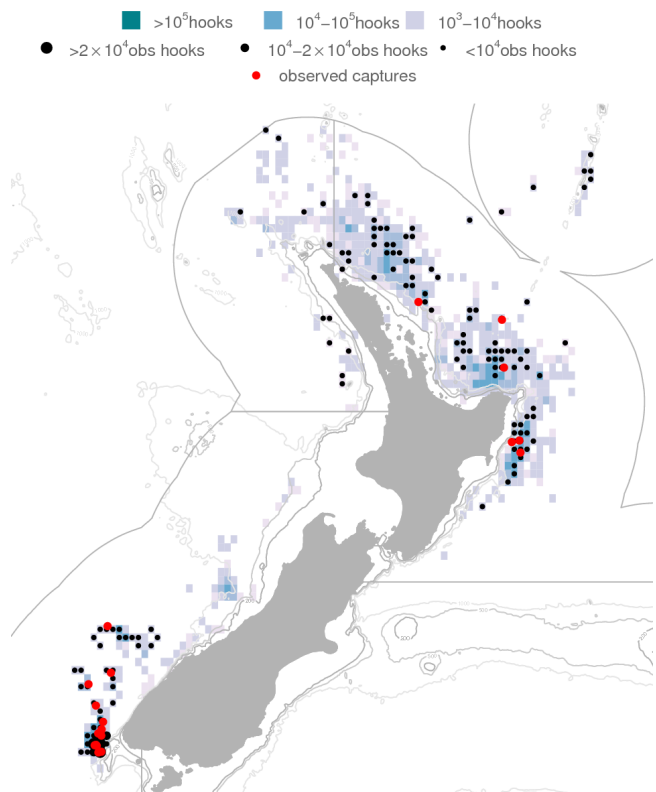 >10⁵hooks 10⁴–10⁵hooks 10³–10⁴hooks
>2 × 10⁴obs hooks 10⁴–2 × 10⁴obs hooks <10⁴obs hooks
observed captures